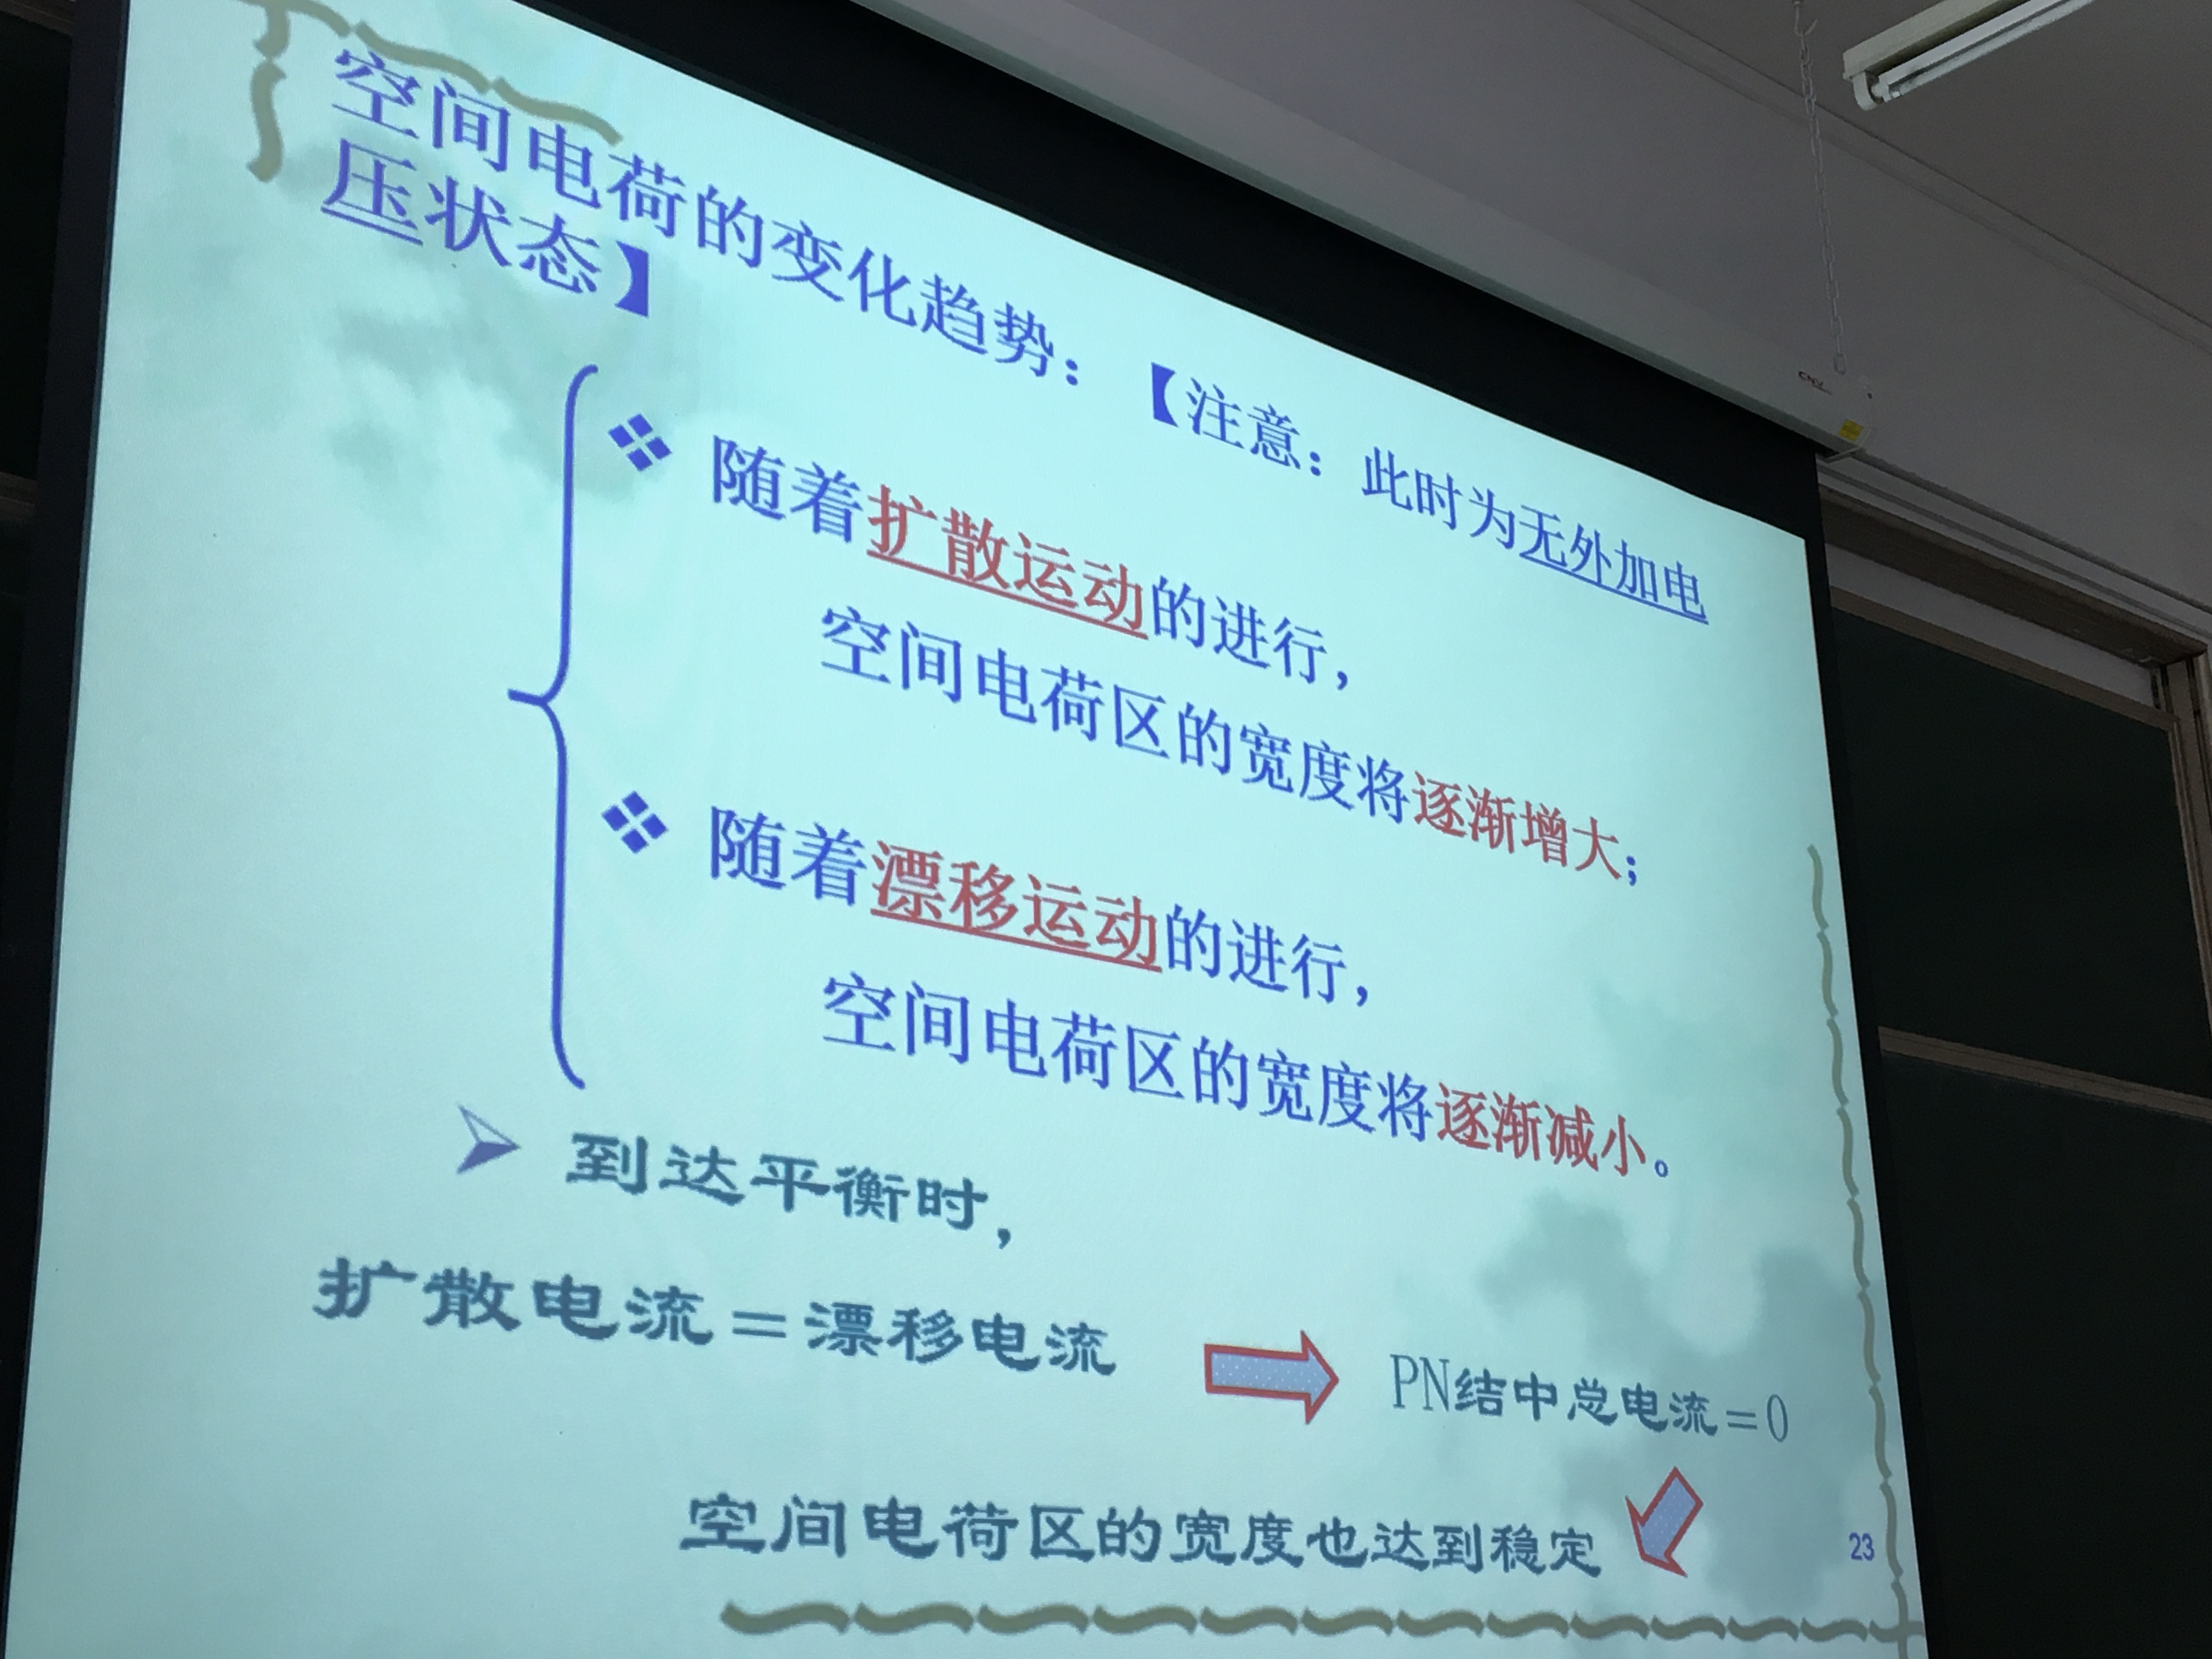 空间电荷的变化趋势：【注意：此时为无外加电
压状态】
❖ 随着扩散运动的进行，
空间电荷区的宽度将逐渐增大；
❖ 随着漂移运动的进行，
空间电荷区的宽度将逐渐减小。
➢ 到达平衡时，
扩散电流＝漂移电流 PN结中总电流＝0
空间电荷区的宽度也达到稳定
23